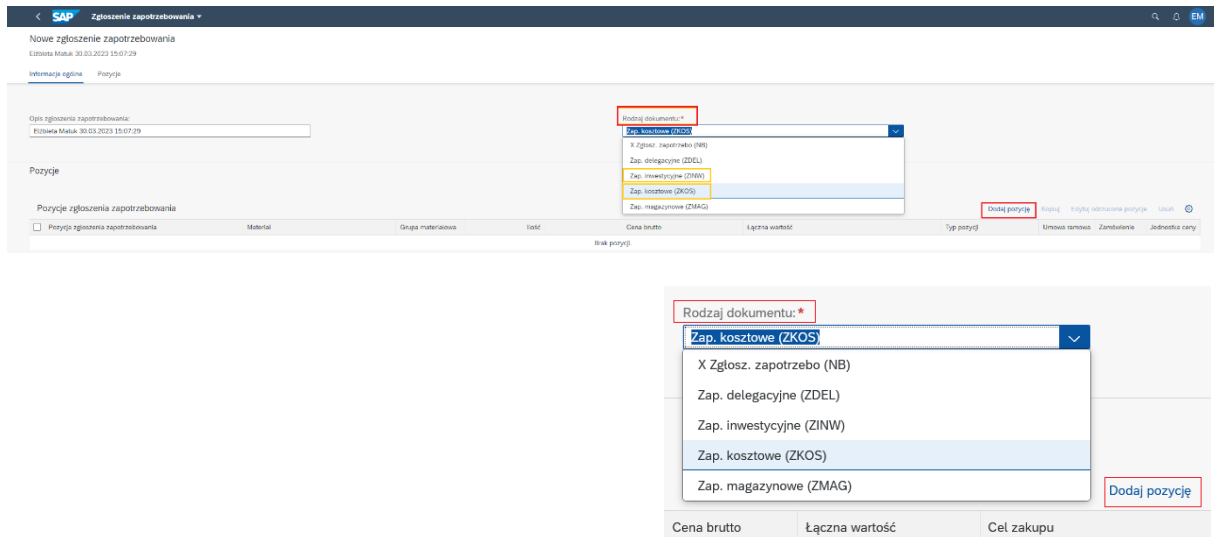 SAP Zgłoszenie zapotrzebowania
EM
Nowe zgłoszenie zapotrzebowania
Elżbieta Matuk 30.03.2023 15:07:29
Informacje ogólne Pozycje
Opis zgłoszenia zapotrzebowania: Rodzaj dokumentu:*
Elżbieta Matuk 30.03.2023 15:07:29 Zap. kosztowe (ZKOS)
X Zgłosz. zapotrzebo (NB)
Zap. delegacyjne (ZDEL)
Pozycje
Zap. inwestycyjne (ZINW)
Zap. kosztowe (ZKOS)
Zap. magazynowe (ZMAG)
Pozycje zgłoszenia zapotrzebowania Dodaj pozycję Kopiuj Edytuj odrzucone pozycje Usuń
Pozycja zgłoszenia zapotrzebowania Materiał Grupa materiałowa Ilość Cena brutto Łączna wartość Typ pozycji Umowa ramowa Zamówienie Jednostka ceny
Brak pozycji.
Rodzaj dokumentu:*
Zap. kosztowe (ZKOS)
X Zgłosz. zapotrzebo (NB)
Zap. delegacyjne (ZDEL)
Zap. inwestycyjne (ZINW)
Zap. kosztowe (ZKOS)
Zap. magazynowe (ZMAG)
Dodaj pozycję
Cena brutto Łączna wartość Cel zakupu